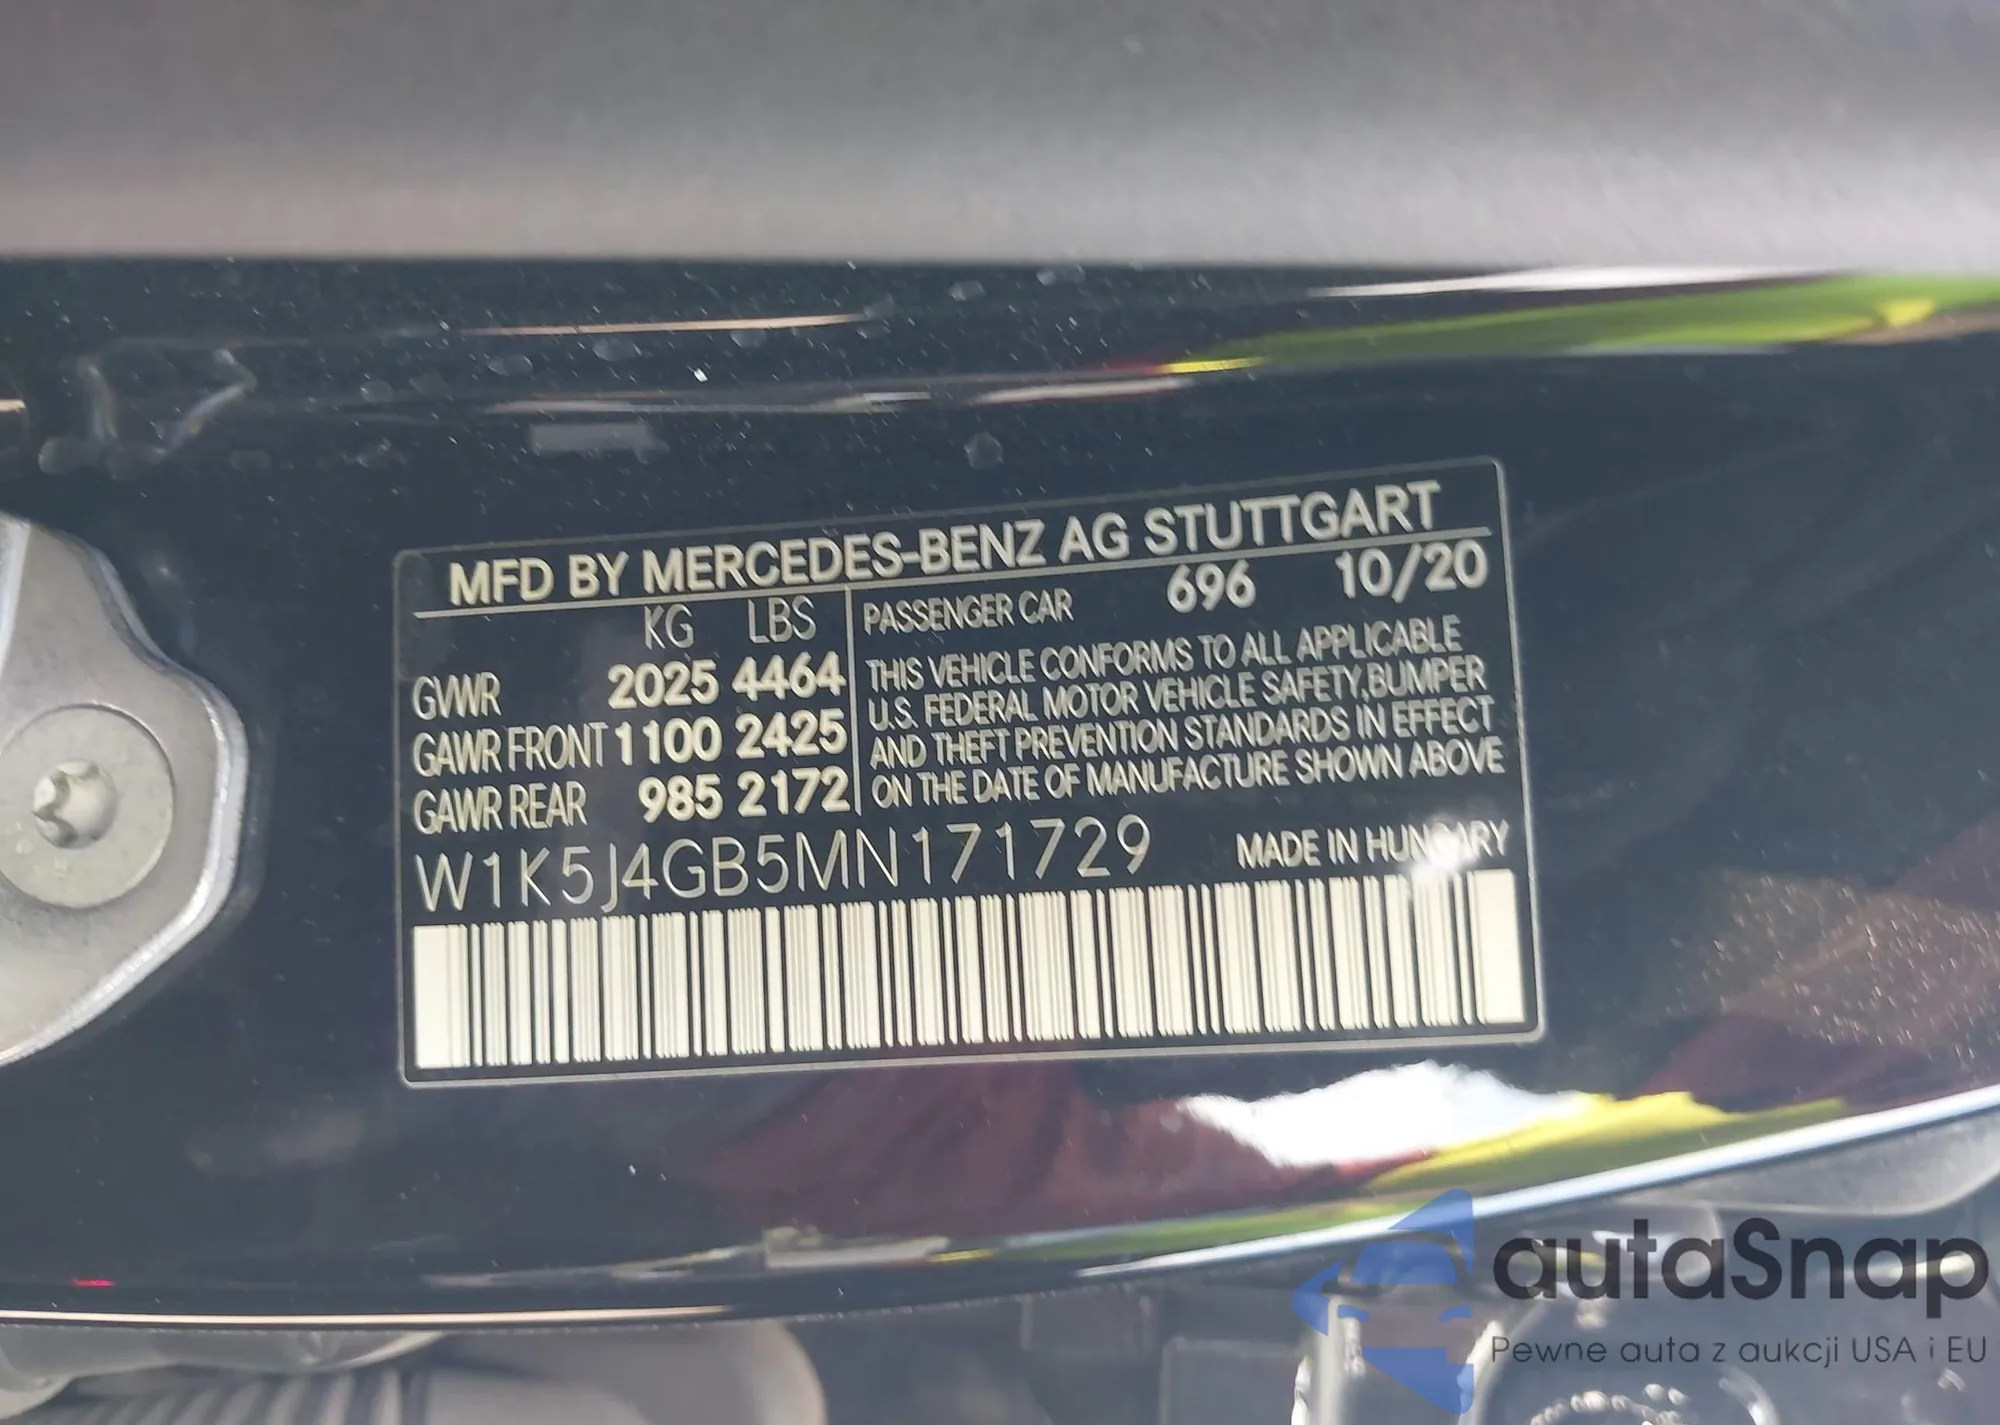 MFD BY MERCEDES-BENZ AG STUTTGART
KG LBS
GVWR 2025 4464
GAWR FRONT 1100 2425
GAWR REAR 985 2172
PASSENGER CAR 696 10/20
THIS VEHICLE CONFORMS TO ALL APPLICABLE
U.S. FEDERAL MOTOR VEHICLE SAFETY,BUMPER
AND THEFT PREVENTION STANDARDS IN EFFECT
ON THE DATE OF MANUFACTURE SHOWN ABOVE
W1K5J4GB5MN171729
MADE IN HUNGARY
autaSnap
Pewne auta z aukcji USA i EU